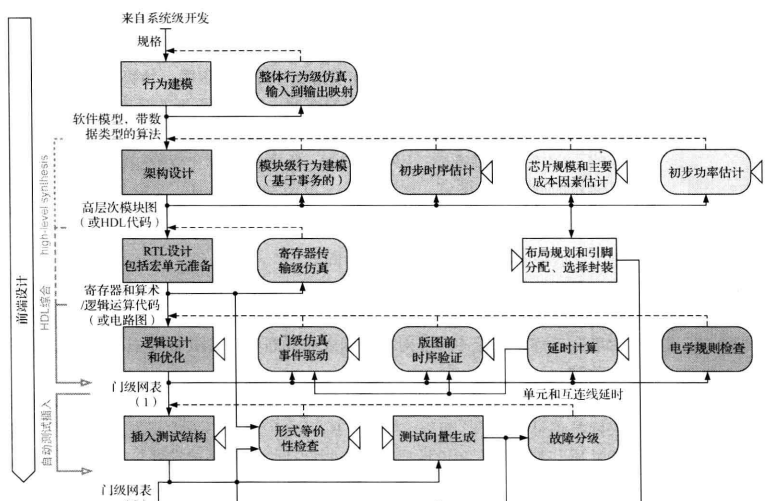 来自系统级开发
规格
行为建模
整体行为级仿真，
输入到输出映射
软件模型，带数
据类型的算法
架构设计
模块级行为建模
（基于事务的）
初步时序估计
芯片规模和主要
成本因素估计
初步功率估计
高层次模块图
（或HDL代码）
RTL设计
包括宏单元准备
寄存器传
输级仿真
布局规划和引脚
分配、选择封装
寄存器和算术
/逻辑运算代码
（或电路图）
逻辑设计
和优化
门级仿真
事件驱动
版图前
时序验证
延时计算
电学规则检查
门级网表
（1）
单元和互连线延时
插入测试结构
形式等价
性检查
测试向量生成
故障分级
门级网表
前端设计
high-level synthesis
HDL综合
自动测试插入